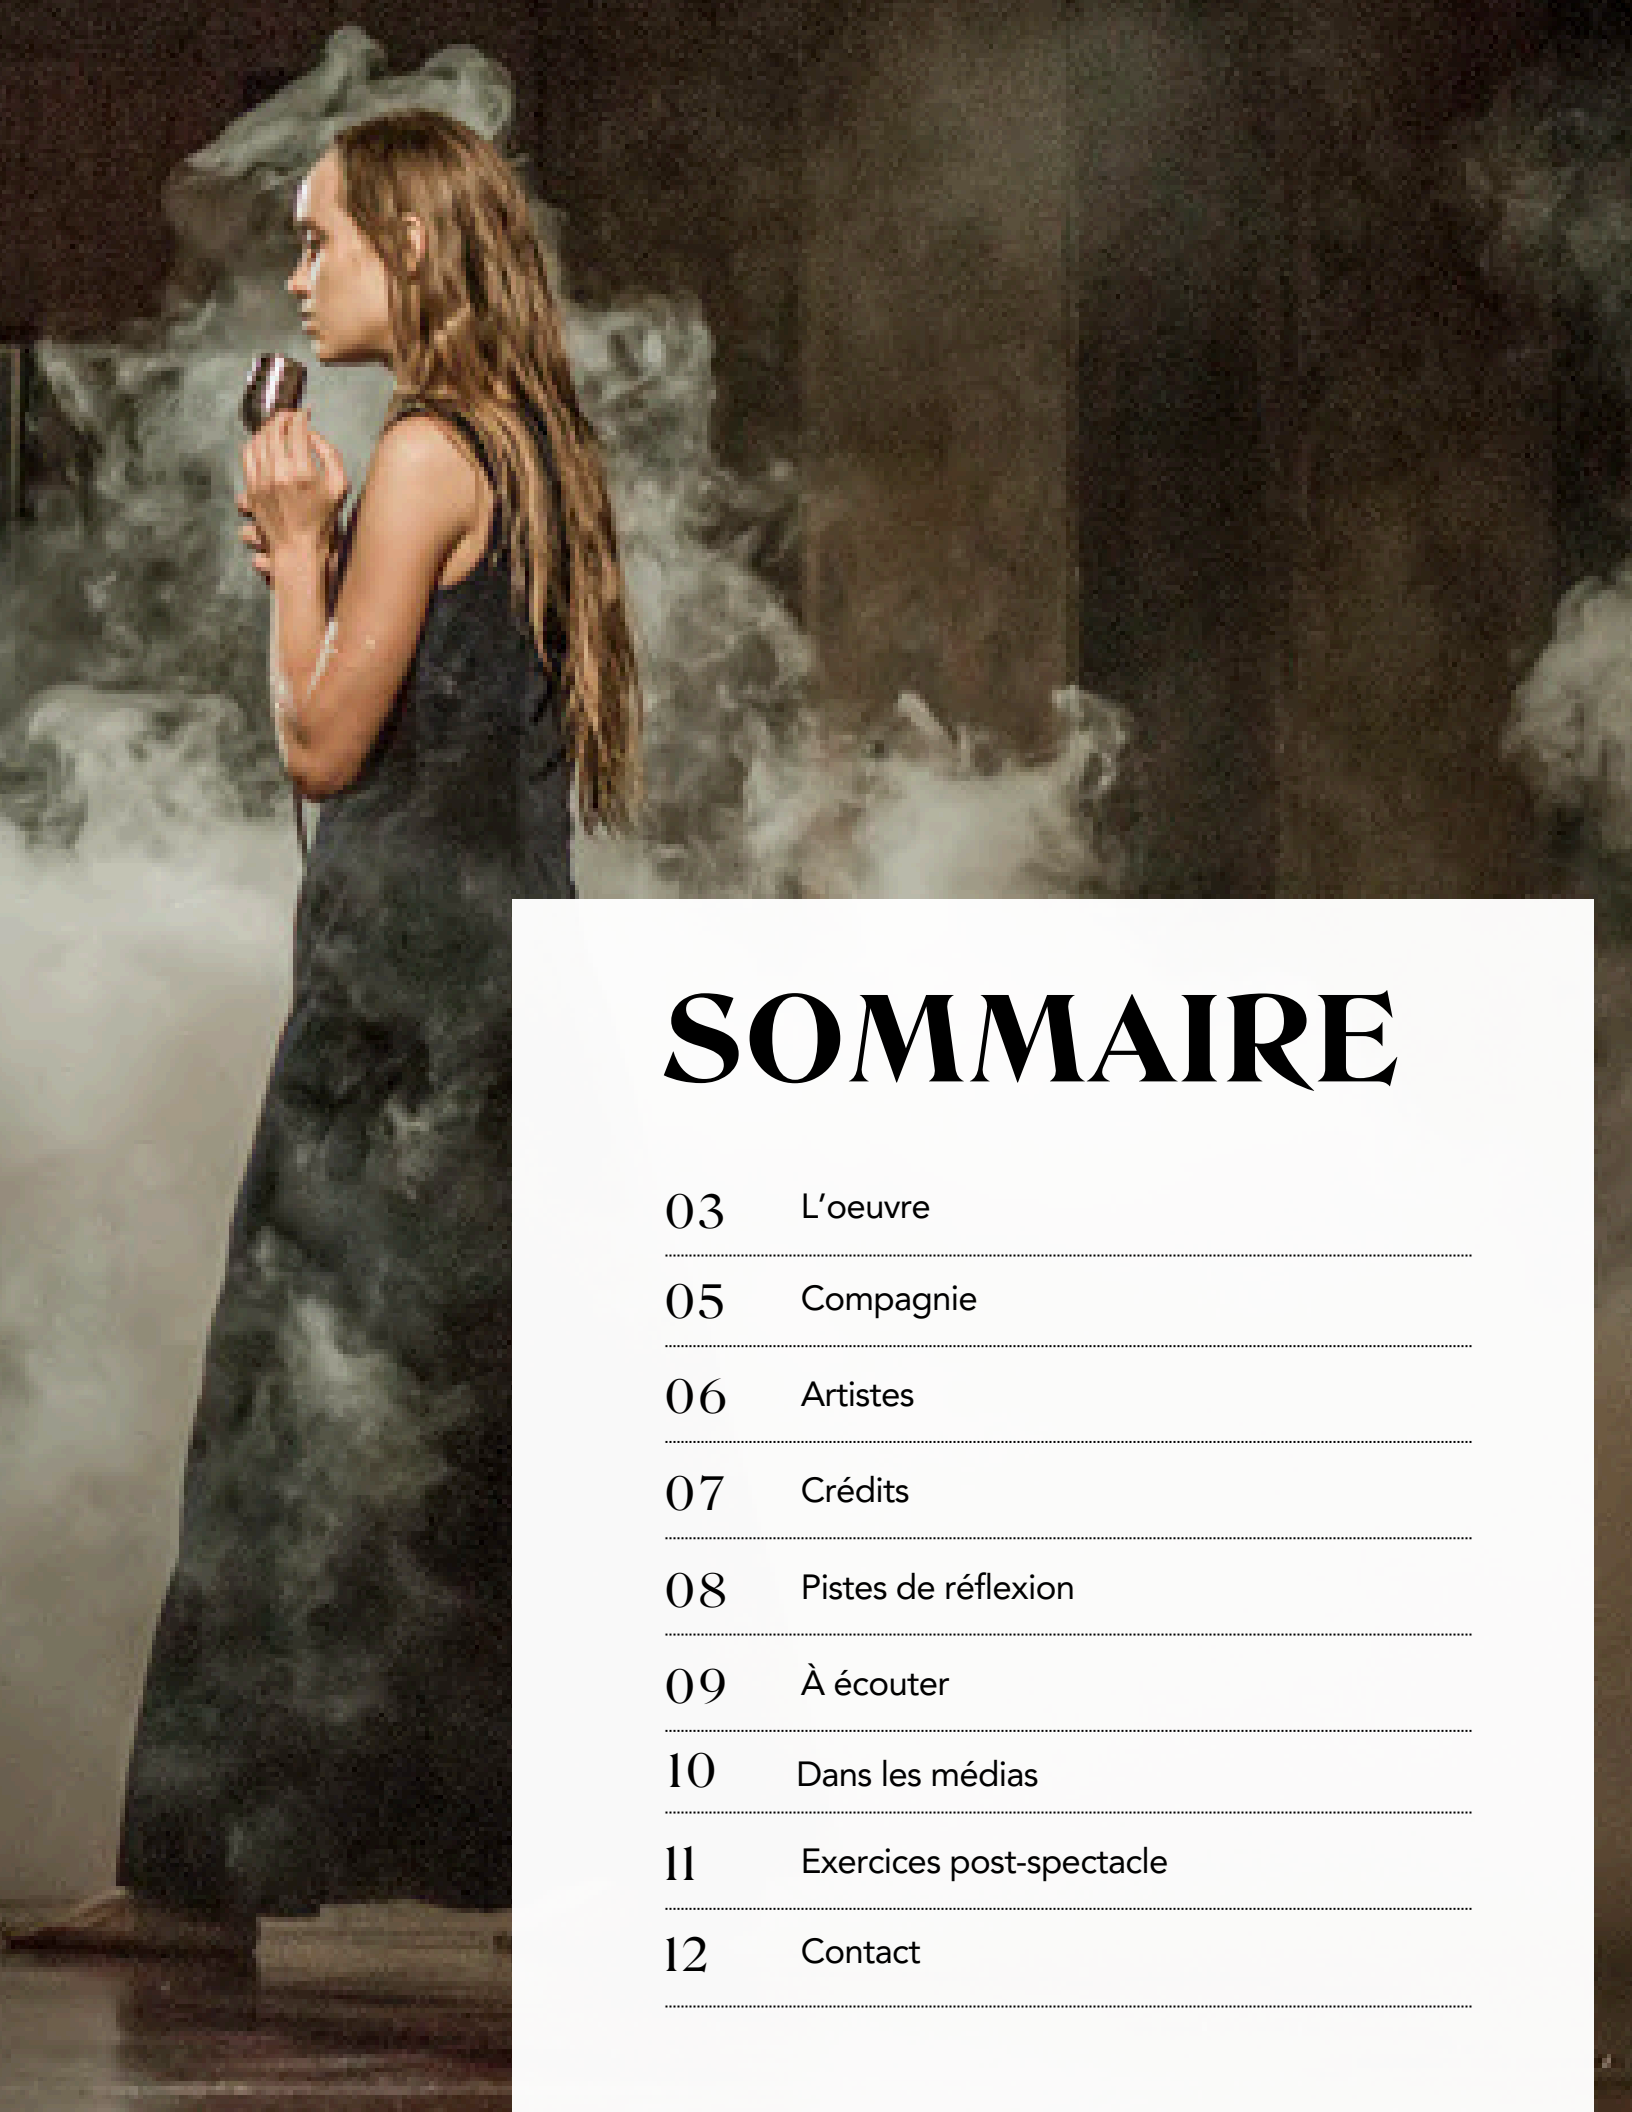 SOMMAIRE
03 L’oeuvre
05 Compagnie
06 Artistes
07 Crédits
08 Pistes de réflexion
09 À écouter
10 Dans les médias
11 Exercices post-spectacle
12 Contact